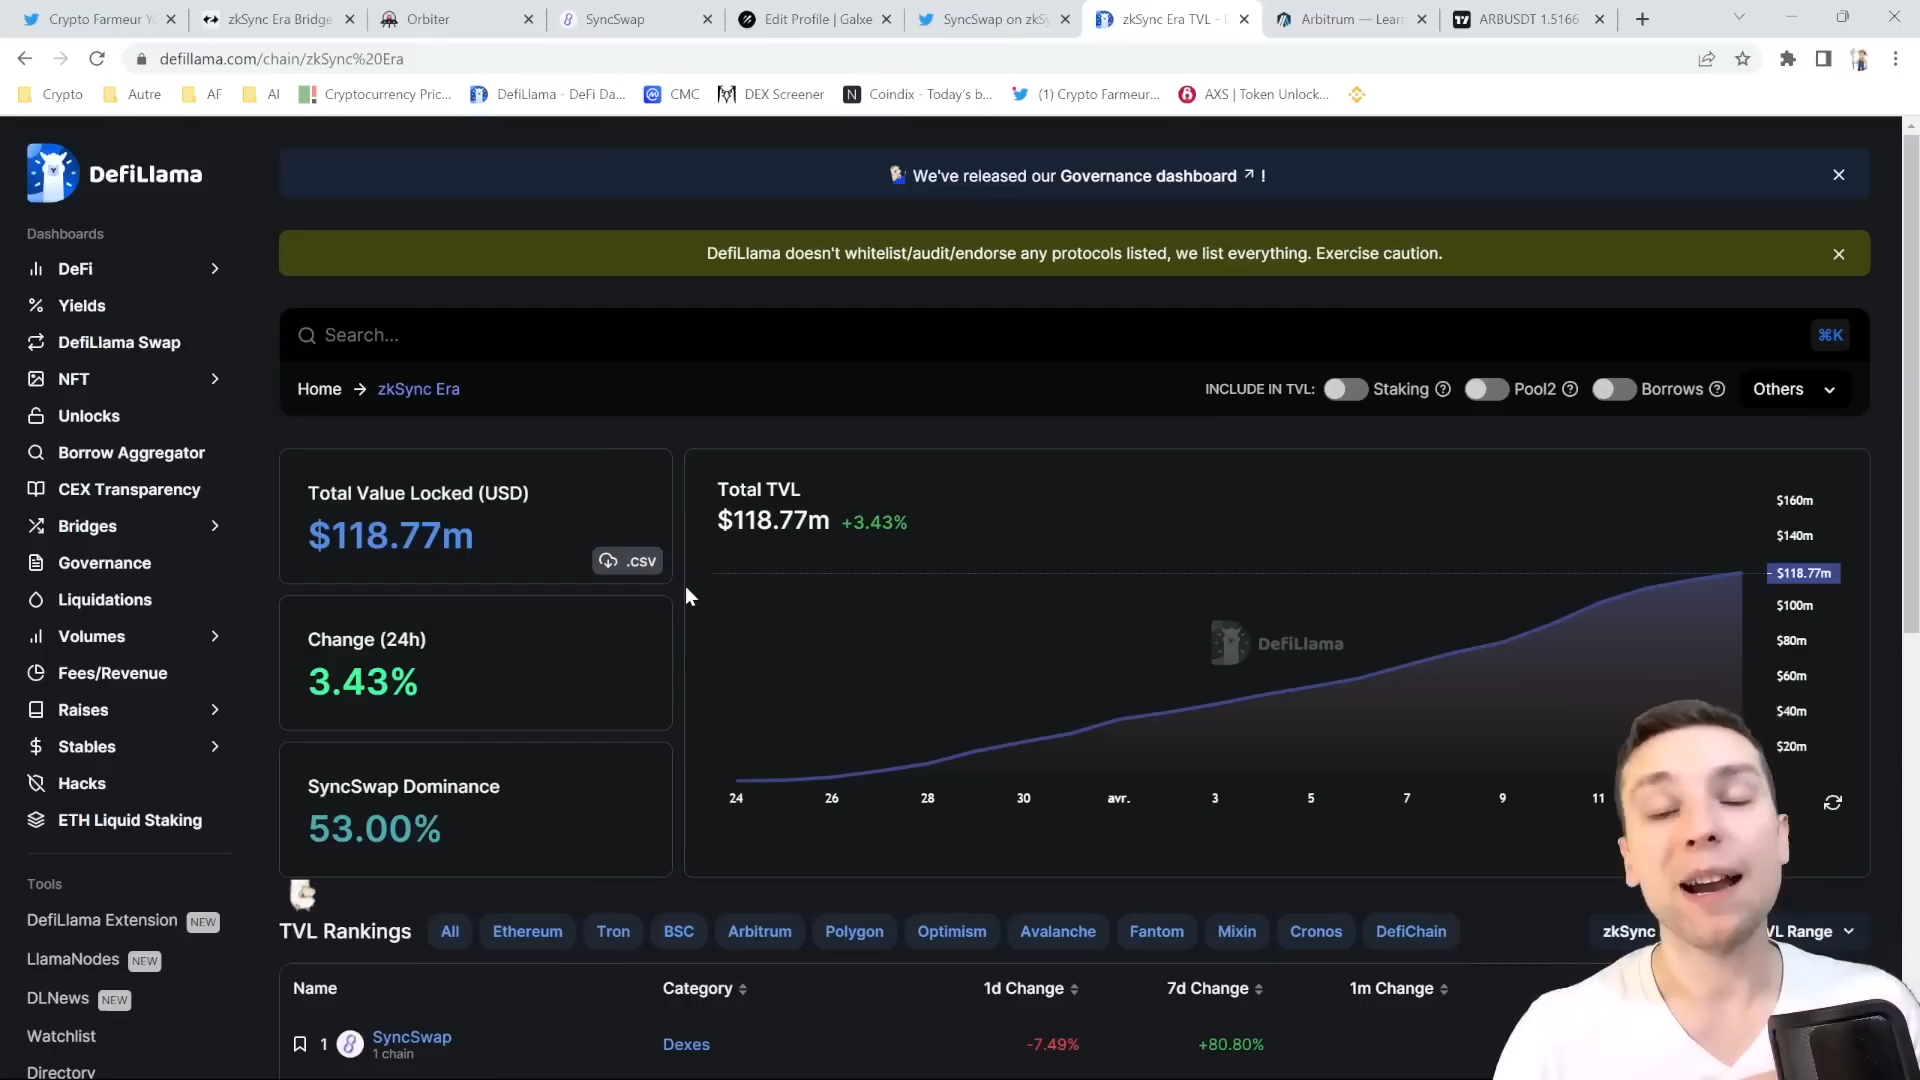 Crypto Farmeur Y
zkSync Era Bridge
Orbiter
SyncSwap
Edit Profile | Galxe
SyncSwap on zkSy
zkSync Era TVL - D
Arbitrum — Lear
ARBUSDT 1.5166
defillama.com/chain/zkSync%20Era
Crypto
Autre
AF
AI
Cryptocurrency Pric...
DefiLlama - DeFi Da...
CMC
DEX Screener
Coindix - Today's b...
(1) Crypto Farmeur...
AXS | Token Unlock...
DefiLlama
We've released our Governance dashboard ↗ !
DefiLlama doesn't whitelist/audit/endorse any protocols listed, we list everything. Exercise caution.
Search...
⌘K
Home → zkSync Era
INCLUDE IN TVL: Staking Pool2 Borrows Others
Dashboards
DeFi
Yields
DefiLlama Swap
NFT
Unlocks
Borrow Aggregator
CEX Transparency
Bridges
Governance
Liquidations
Volumes
Fees/Revenue
Raises
Stables
Hacks
ETH Liquid Staking
Tools
DefiLlama Extension NEW
LlamaNodes NEW
DLNews NEW
Watchlist
Directory
Total Value Locked (USD)
$118.77m
.csv
Change (24h)
3.43%
SyncSwap Dominance
53.00%
Total TVL
$118.77m +3.43%
$160m
$140m
$118.77m
$100m
$80m
$60m
$40m
$20m
DefiLlama
24 26 28 30 avr. 3 5 7 9 11
TVL Rankings All Ethereum Tron BSC Arbitrum Polygon Optimism Avalanche Fantom Mixin Cronos DefiChain zkSync VL Range
Name Category 1d Change 7d Change 1m Change
1 SyncSwap Dexes -7.49% +80.80%
1 chain